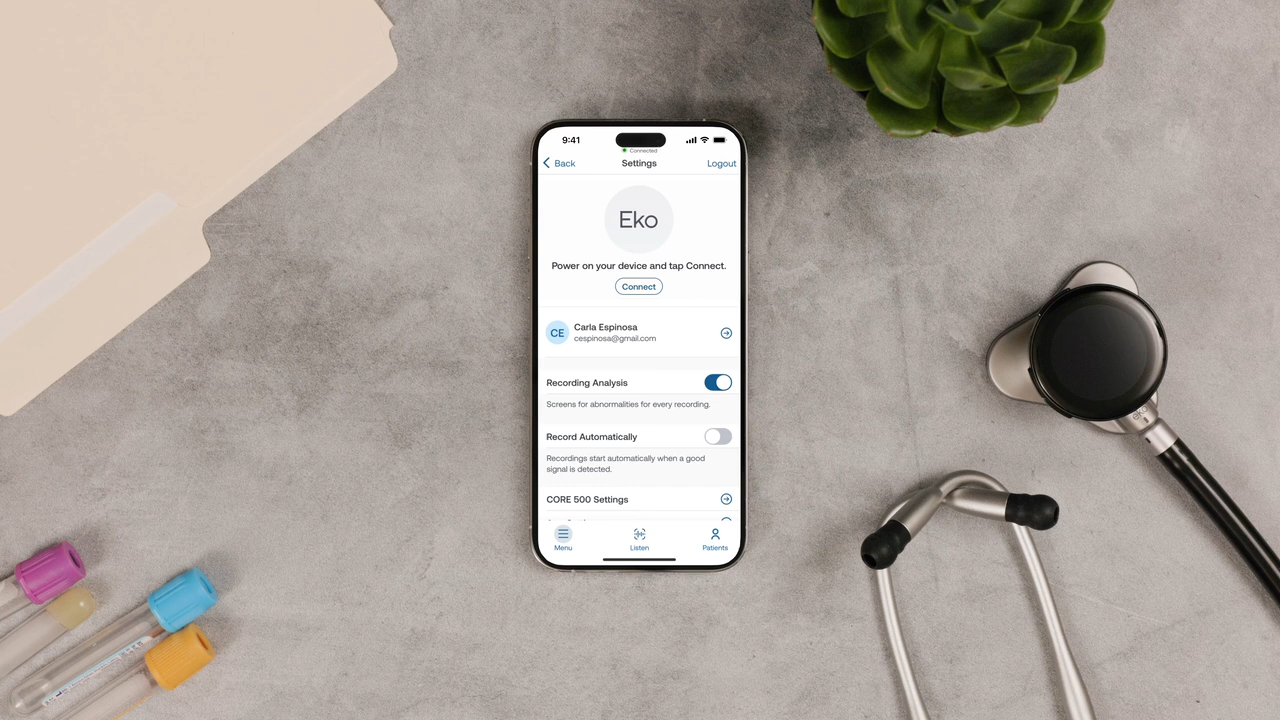 9:41
Connected
Back
Settings
Logout
Eko
Power on your device and tap Connect.
Connect
CE
Carla Espinosa
cespinosa@gmail.com
Recording Analysis
Screens for abnormalities for every recording.
Record Automatically
Recordings start automatically when a good
signal is detected.
CORE 500 Settings
Menu
Listen
Patients
eko